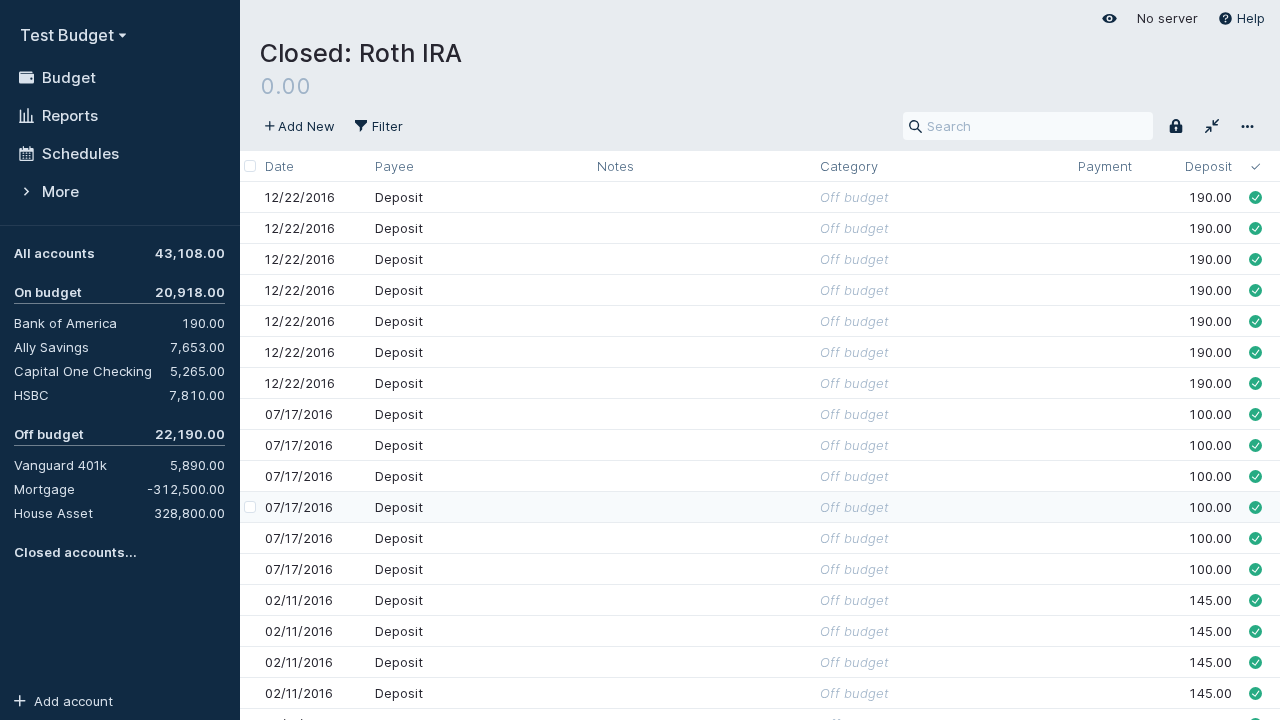 Test Budget
Budget
Reports
Schedules
More
All accounts 43,108.00
On budget 20,918.00
Bank of America 190.00
Ally Savings 7,653.00
Capital One Checking 5,265.00
HSBC 7,810.00
Off budget 22,190.00
Vanguard 401k 5,890.00
Mortgage -312,500.00
House Asset 328,800.00
Closed accounts...
Add account
No server Help
Closed: Roth IRA
0.00
Add New Filter Search
Date Payee Notes Category Payment Deposit
12/22/2016 Deposit Off budget 190.00
12/22/2016 Deposit Off budget 190.00
12/22/2016 Deposit Off budget 190.00
12/22/2016 Deposit Off budget 190.00
12/22/2016 Deposit Off budget 190.00
12/22/2016 Deposit Off budget 190.00
12/22/2016 Deposit Off budget 190.00
07/17/2016 Deposit Off budget 100.00
07/17/2016 Deposit Off budget 100.00
07/17/2016 Deposit Off budget 100.00
07/17/2016 Deposit Off budget 100.00
07/17/2016 Deposit Off budget 100.00
07/17/2016 Deposit Off budget 100.00
02/11/2016 Deposit Off budget 145.00
02/11/2016 Deposit Off budget 145.00
02/11/2016 Deposit Off budget 145.00
02/11/2016 Deposit Off budget 145.00